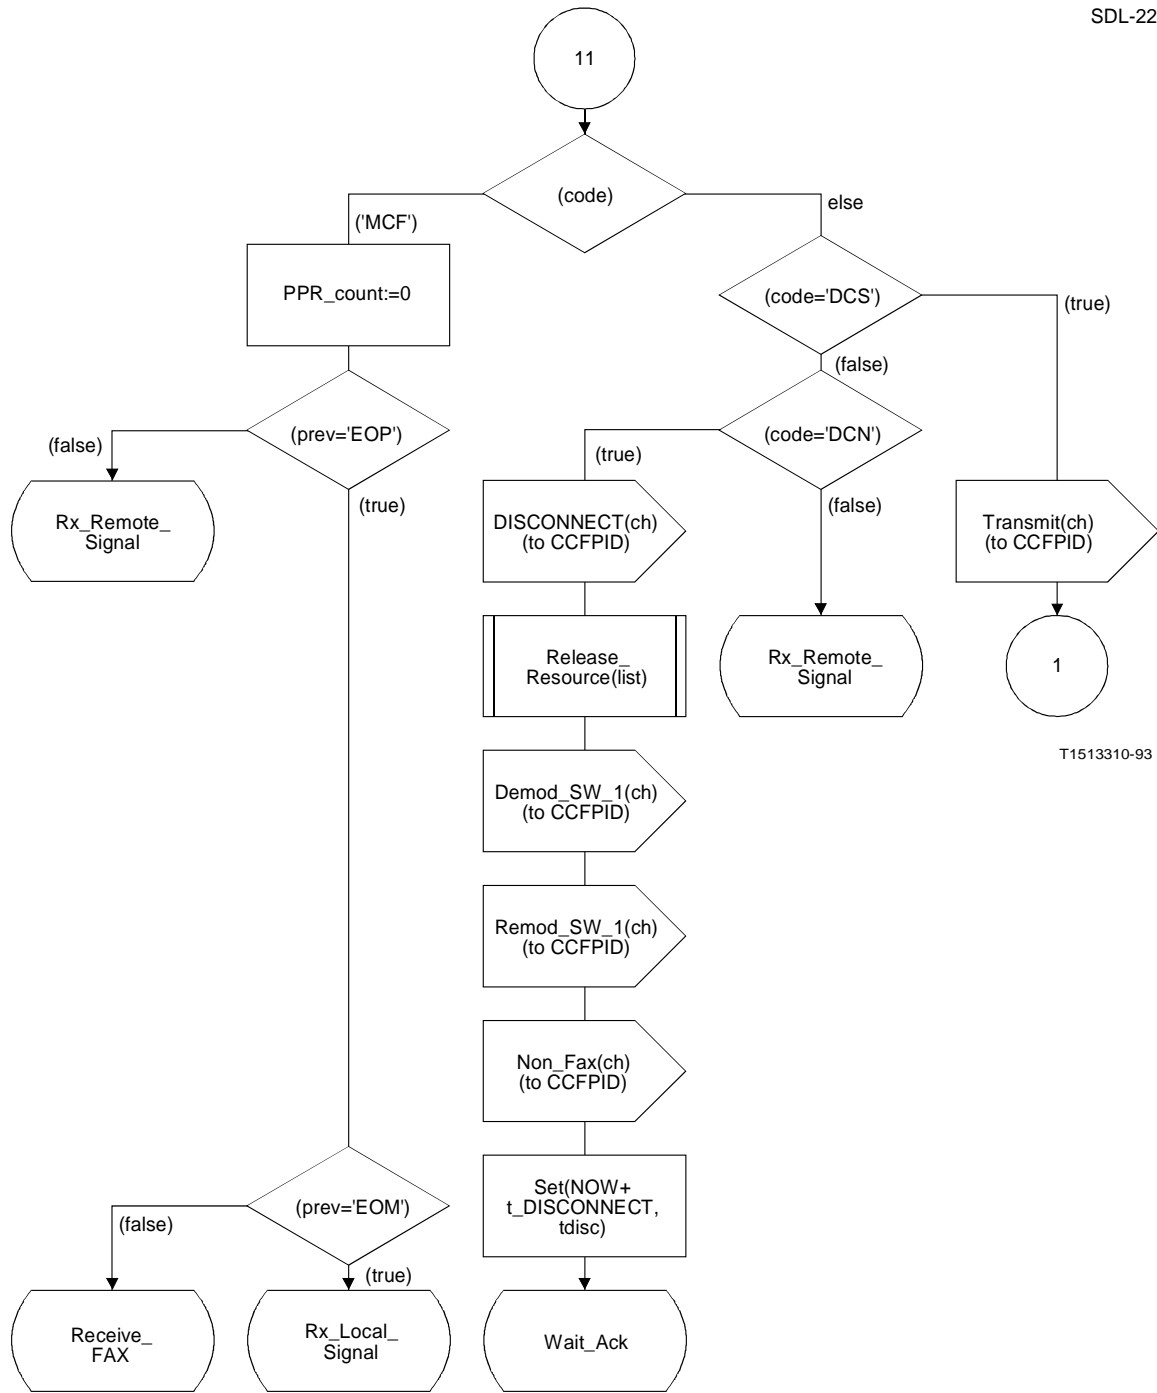 SDL-22
11
(code)
('MCF')
else
PPR_count:=0
(code='DCS')
(true)
(false)
(prev='EOP')
(false)
(code='DCN')
(true)
(true)
(false)
Rx_Remote_
Signal
DISCONNECT(ch)
(to CCFPID)
Transmit(ch)
(to CCFPID)
Release_
Resource(list)
Rx_Remote_
Signal
1
T1513310-93
Demod_SW_1(ch)
(to CCFPID)
Remod_SW_1(ch)
(to CCFPID)
Non_Fax(ch)
(to CCFPID)
(prev='EOM')
(false)
(true)
Set(NOW+
t_DISCONNECT,
tdisc)
Receive_
FAX
Rx_Local_
Signal
Wait_Ack